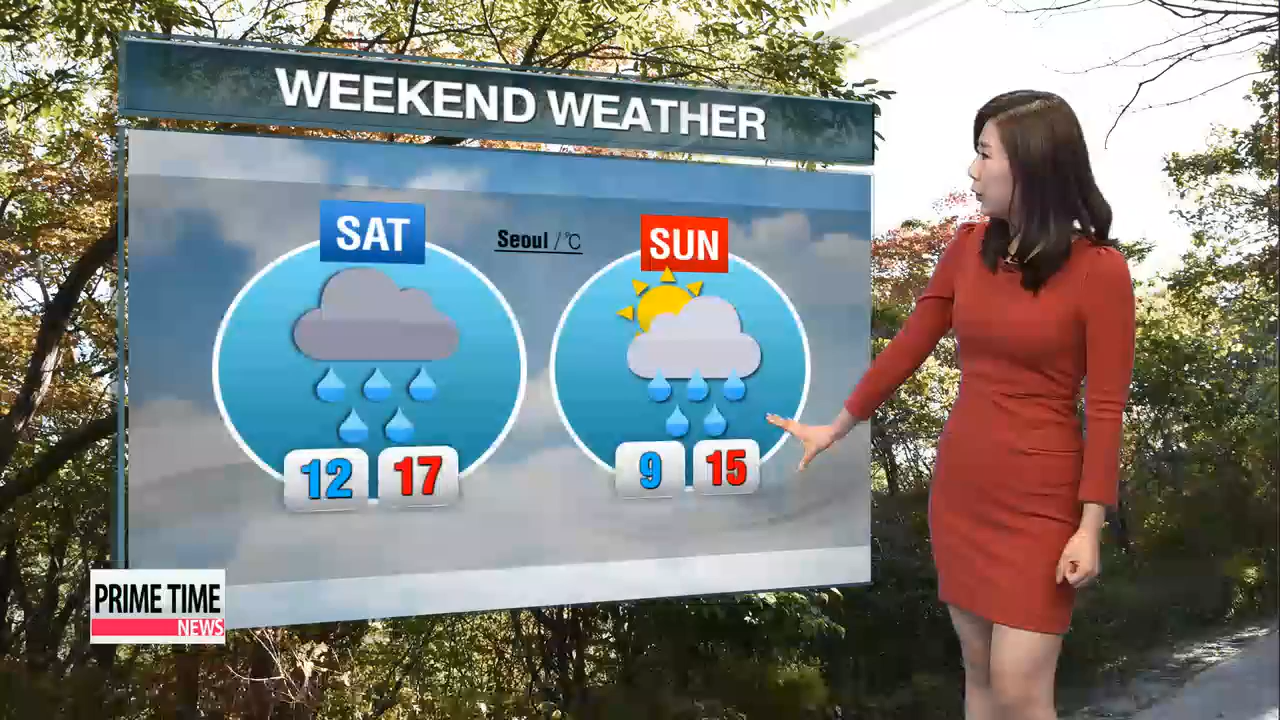 WEEKEND WEATHER
SAT
Seoul / °C
SUN
12 17
9 15
PRIME TIME
NEWS